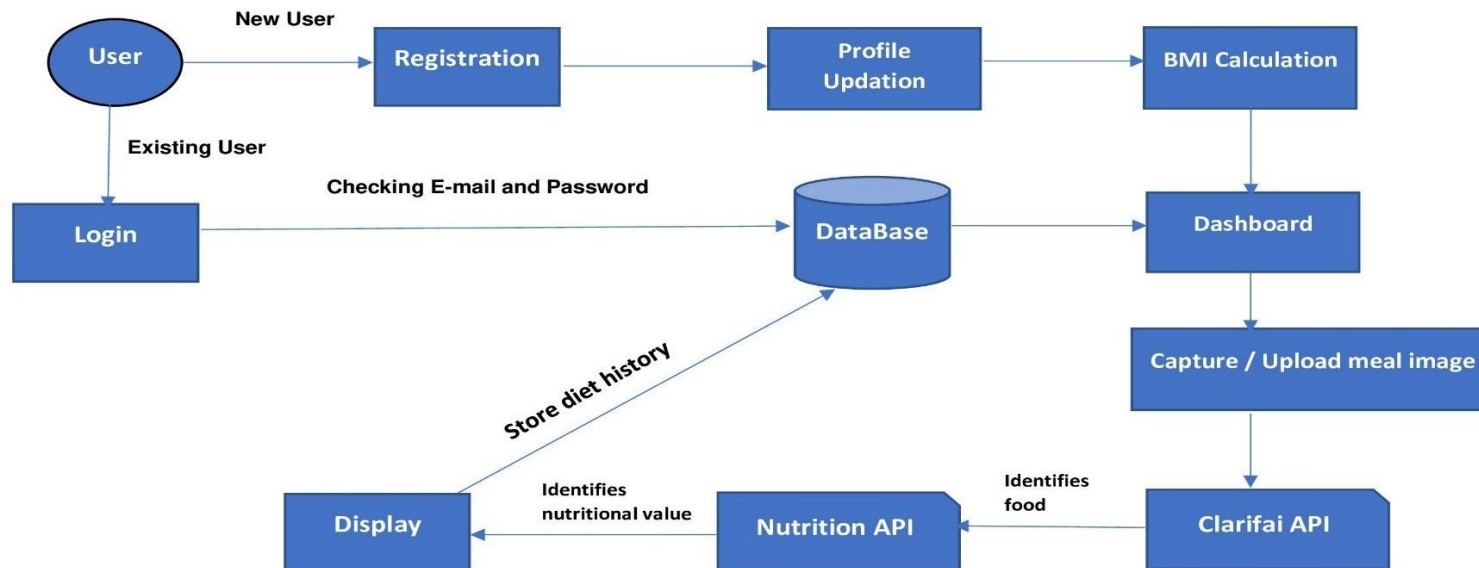 New User
User
Registration
Profile
Updation
BMI Calculation
Existing User
Checking E-mail and Password
Login
DataBase
Dashboard
Store diet history
Capture / Upload meal image
Display
Identifies
nutritional value
Nutrition API
Identifies
food
Clarifai API